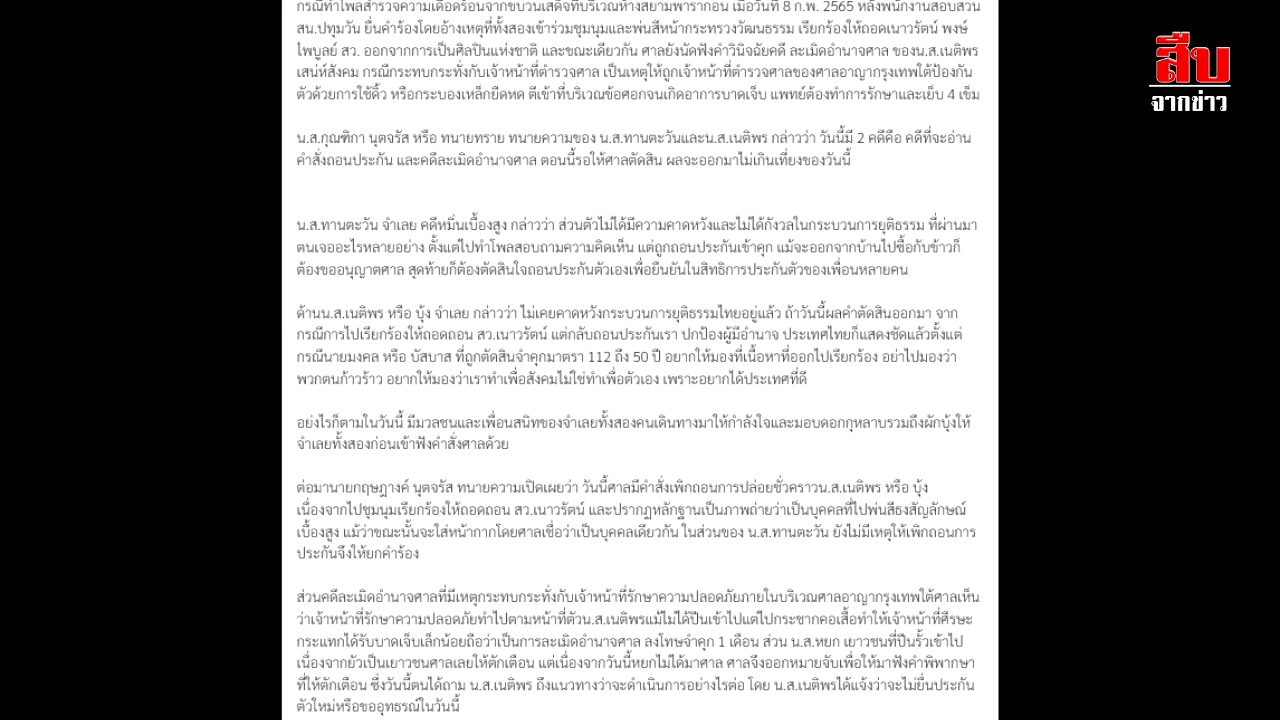 กรณีทำโพลสำรวจความเดือดร้อนจากขบวนเสด็จที่บริเวณห้างสยามพารากอน เมื่อวันที่ 8 ก.พ. 2565 หลังพนักงานสอบสวน
สน.ปทุมวัน ยื่นคำร้องโดยอ้างเหตุที่ทั้งสองเข้าร่วมชุมนุมและพ่นสีหน้ากระทรวงวัฒนธรรม เรียกร้องให้ถอดเนาวรัตน์ พงษ์
ไพบูลย์ สว. ออกจากการเป็นศิลปินแห่งชาติ และขณะเดียวกัน ศาลยังนัดฟังคำวินิจฉัยคดี ละเมิดอำนาจศาล ของน.ส.เนติพร
เสน่ห์สังคม กรณีกระทบกระทั่งกับเจ้าหน้าที่ตำรวจศาล เป็นเหตุให้ถูกเจ้าหน้าที่ตำรวจศาลของศาลอาญากรุงเทพใต้ป้องกัน
ตัวด้วยการใช้ดิ้ว หรือกระบองเหล็กยืดหด ตีเข้าที่บริเวณข้อศอกจนเกิดอาการบาดเจ็บ แพทย์ต้องทำการรักษาและเย็บ 4 เข็ม
น.ส.กุณฑิกา นุตจรัส หรือ ทนายทราย ทนายความของ น.ส.ทานตะวันและน.ส.เนติพร กล่าวว่า วันนี้มี 2 คดีคือ คดีที่จะอ่าน
คำสั่งถอนประกัน และคดีละเมิดอำนาจศาล ตอนนี้รอให้ศาลตัดสิน ผลจะออกมาไม่เกินเที่ยงของวันนี้
น.ส.ทานตะวัน จำเลย คดีหมิ่นเบื้องสูง กล่าวว่า ส่วนตัวไม่ได้มีความคาดหวังและไม่ได้กังวลในกระบวนการยุติธรรม ที่ผ่านมา
ตนเจออะไรหลายอย่าง ตั้งแต่ไปทำโพลสอบถามความคิดเห็น แต่ถูกถอนประกันเข้าคุก แม้จะออกจากบ้านไปซื้อกับข้าวก็
ต้องขออนุญาตศาล สุดท้ายก็ต้องตัดสินใจถอนประกันตัวเองเพื่อยืนยันในสิทธิการประกันตัวของเพื่อนหลายคน
ด้านน.ส.เนติพร หรือ บุ้ง จำเลย กล่าวว่า ไม่เคยคาดหวังกระบวนการยุติธรรมไทยอยู่แล้ว ถ้าวันนี้ผลคำตัดสินออกมา จาก
กรณีการไปเรียกร้องให้ถอดถอน สว.เนาวรัตน์ แต่กลับถอนประกันเรา ปกป้องผู้มีอำนาจ ประเทศไทยก็แสดงชัดแล้วตั้งแต่
กรณีนายมงคล หรือ บัสบาส ที่ถูกตัดสินจำคุกมาตรา 112 ถึง 50 ปี อยากให้มองที่เนื้อหาที่ออกไปเรียกร้อง อย่าไปมองว่า
พวกตนก้าวร้าว อยากให้มองว่าเราทำเพื่อสังคมไม่ใช่ทำเพื่อตัวเอง เพราะอยากได้ประเทศที่ดี
อย่างไรก็ตามในวันนี้ มีมวลชนและเพื่อนสนิทของจำเลยทั้งสองคนเดินทางมาให้กำลังใจและมอบดอกกุหลาบรวมถึงผักบุ้งให้
จำเลยทั้งสองก่อนเข้าฟังคำสั่งศาลด้วย
ต่อมานายกฤษฎางค์ นุตจรัส ทนายความเปิดเผยว่า วันนี้ศาลมีคำสั่งเพิกถอนการปล่อยชั่วคราวน.ส.เนติพร หรือ บุ้ง
เนื่องจากไปชุมนุมเรียกร้องให้ถอดถอน สว.เนาวรัตน์ และปรากฏหลักฐานเป็นภาพถ่ายว่าเป็นบุคคลที่ไปพ่นสีธงสัญลักษณ์
เบื้องสูง แม้ว่าขณะนั้นจะใส่หน้ากากโดยศาลเชื่อว่าเป็นบุคคลเดียวกัน ในส่วนของ น.ส.ทานตะวัน ยังไม่มีเหตุให้เพิกถอนการ
ประกันจึงให้ยกคำร้อง
ส่วนคดีละเมิดอำนาจศาลที่มีเหตุกระทบกระทั่งกับเจ้าหน้าที่รักษาความปลอดภัยภายในบริเวณศาลอาญากรุงเทพใต้ศาลเห็น
ว่าเจ้าหน้าที่รักษาความปลอดภัยทำไปตามหน้าที่ตัวน.ส.เนติพรแม้ไม่ได้ปีนเข้าไปแต่ไปกระชากคอเสื้อทำให้เจ้าหน้าที่ศีรษะ
กระแทกได้รับบาดเจ็บเล็กน้อยถือว่าเป็นการละเมิดอำนาจศาล ลงโทษจำคุก 1 เดือน ส่วน น.ส.หยก เยาวชนที่ปีนรั้วเข้าไป
เนื่องจากยัวเป็นเยาวชนศาลเลยให้ตักเตือน แต่เนื่องจากวันนี้หยกไม่ได้มาศาล ศาลจึงออกหมายจับเพื่อให้มาฟังคำพิพากษา
ที่ให้ตักเตือน ซึ่งวันนี้ตนได้ถาม น.ส.เนติพร ถึงแนวทางว่าจะดำเนินการอย่างไรต่อ โดย น.ส.เนติพรได้แจ้งว่าจะไม่ยื่นประกัน
ตัวใหม่หรือขออุทธรณ์ในวันนี้
สืบ
จากข่าว